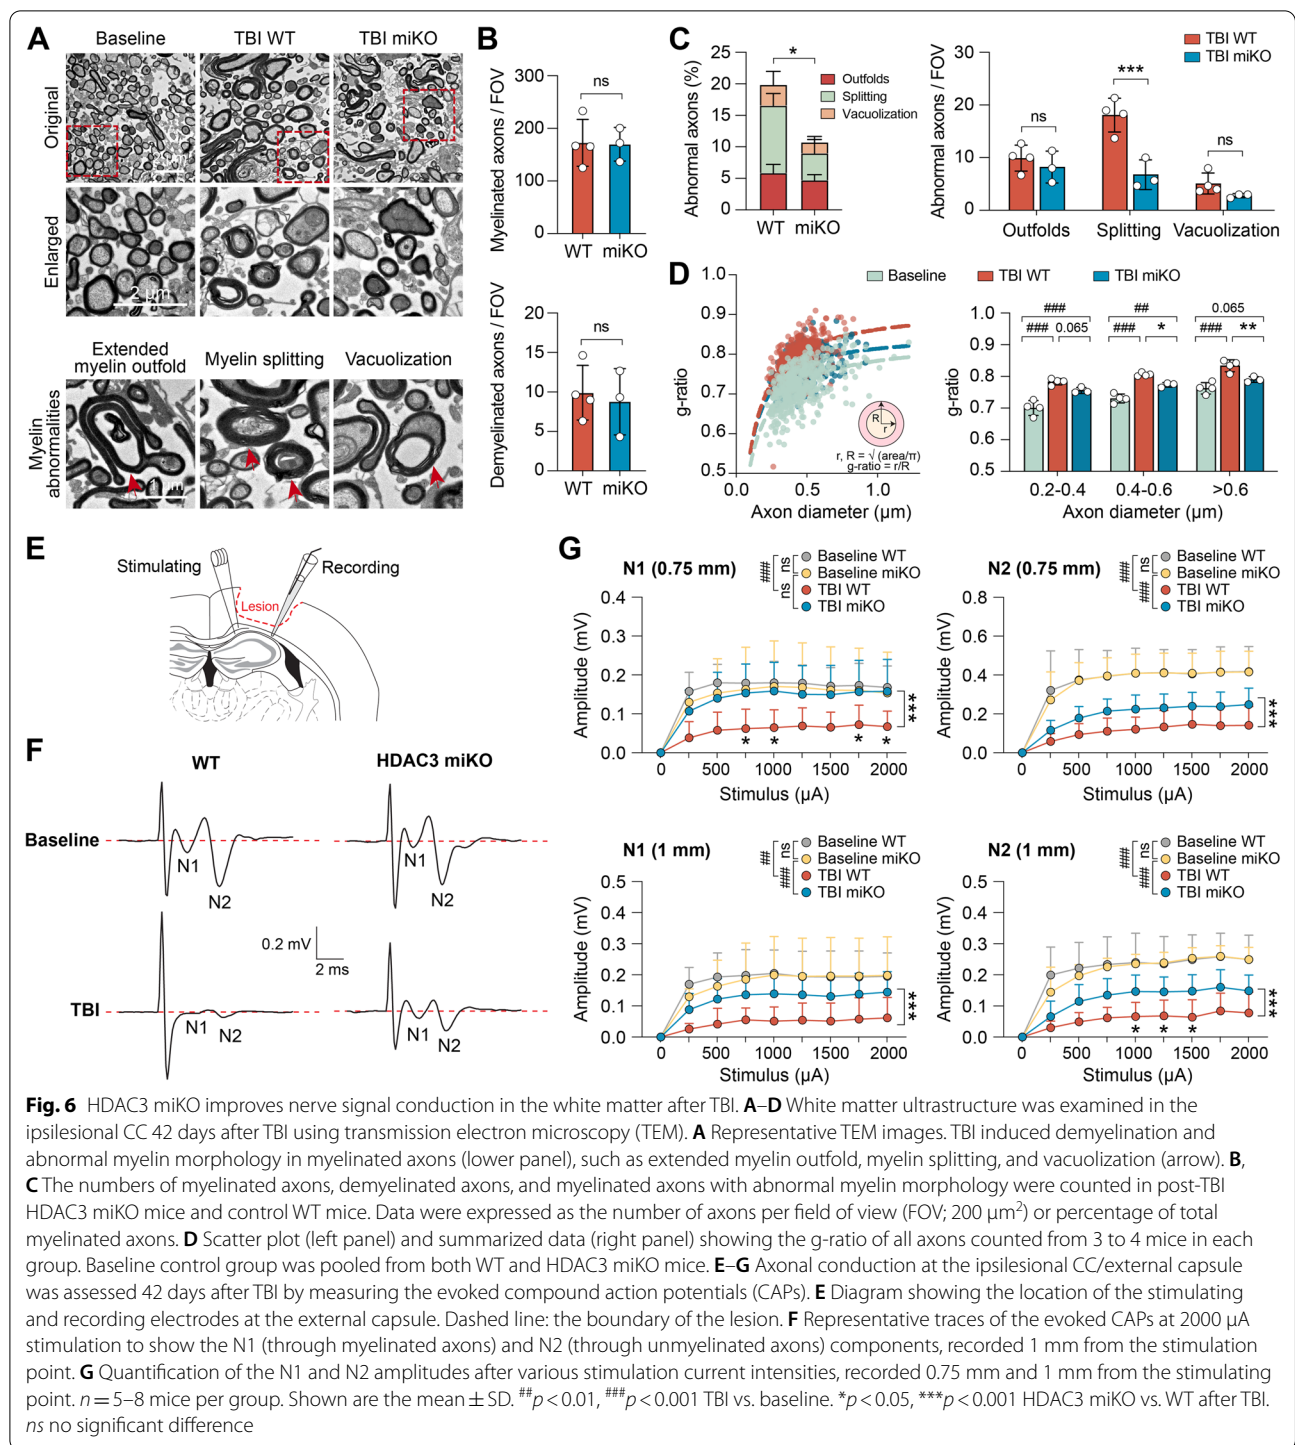 A
Baseline
TBI WT
TBI miKO
Original
Enlarged
2 µm
Extended
myelin outfold
Myelin splitting
Vacuolization
Myelin
abnormalities
1 µm
B
Myelinated axons / FOV
300
200
100
0
ns
WT
miKO
Demyelinated axons / FOV
20
15
10
5
0
ns
WT
miKO
C
Abnormal axons (%)
25
20
15
10
5
0
*
Outfolds
Splitting
Vacuolization
WT
miKO
Abnormal axons / FOV
30
20
10
0
TBI WT
TBI miKO
ns
***
ns
Outfolds
Splitting
Vacuolization
D
Baseline
TBI WT
TBI miKO
g-ratio
1.0
0.9
0.8
0.7
0.6
0.5
0.0
0.5
1.0
Axon diameter (µm)
R
r
r, R = √ (area/π)
g-ratio = r/R
g-ratio
1.0
0.9
0.8
0.7
0.6
0.5
###
### 0.065
##
### *
0.065
### **
0.2-0.4
0.4-0.6
>0.6
Axon diameter (µm)
E
Stimulating
Recording
Lesion
F
WT
HDAC3 miKO
Baseline
N1
N2
N1
N2
TBI
N1
N2
0.2 mV
2 ms
N1
N2
G
N1 (0.75 mm)
### ns ns
Baseline WT
Baseline miKO
TBI WT
TBI miKO
Amplitude (mV)
0.4
0.3
0.2
0.1
0.0
* * * *
***
0 500 1000 1500 2000
Stimulus (µA)
N2 (0.75 mm)
### ns ###
Baseline WT
Baseline miKO
TBI WT
TBI miKO
Amplitude (mV)
0.8
0.6
0.4
0.2
0.0
***
0 500 1000 1500 2000
Stimulus (µA)
N1 (1 mm)
## ns ###
Baseline WT
Baseline miKO
TBI WT
TBI miKO
Amplitude (mV)
0.5
0.4
0.3
0.2
0.1
0.0
***
0 500 1000 1500 2000
Stimulus (µA)
N2 (1 mm)
### ns ###
Baseline WT
Baseline miKO
TBI WT
TBI miKO
Amplitude (mV)
0.5
0.4
0.3
0.2
0.1
0.0
* * *
***
0 500 1000 1500 2000
Stimulus (µA)
Fig. 6 HDAC3 miKO improves nerve signal conduction in the white matter after TBI. A–D White matter ultrastructure was examined in the
ipsilesional CC 42 days after TBI using transmission electron microscopy (TEM). A Representative TEM images. TBI induced demyelination and
abnormal myelin morphology in myelinated axons (lower panel), such as extended myelin outfold, myelin splitting, and vacuolization (arrow). B,
C The numbers of myelinated axons, demyelinated axons, and myelinated axons with abnormal myelin morphology were counted in post-TBI
HDAC3 miKO mice and control WT mice. Data were expressed as the number of axons per field of view (FOV; 200 µm²) or percentage of total
myelinated axons. D Scatter plot (left panel) and summarized data (right panel) showing the g-ratio of all axons counted from 3 to 4 mice in each
group. Baseline control group was pooled from both WT and HDAC3 miKO mice. E–G Axonal conduction at the ipsilesional CC/external capsule
was assessed 42 days after TBI by measuring the evoked compound action potentials (CAPs). E Diagram showing the location of the stimulating
and recording electrodes at the external capsule. Dashed line: the boundary of the lesion. F Representative traces of the evoked CAPs at 2000 µA
stimulation to show the N1 (through myelinated axons) and N2 (through unmyelinated axons) components, recorded 1 mm from the stimulation
point. G Quantification of the N1 and N2 amplitudes after various stimulation current intensities, recorded 0.75 mm and 1 mm from the stimulating
point. n = 5–8 mice per group. Shown are the mean ± SD. ##p < 0.01, ###p < 0.001 TBI vs. baseline. *p < 0.05, ***p < 0.001 HDAC3 miKO vs. WT after TBI.
ns no significant difference